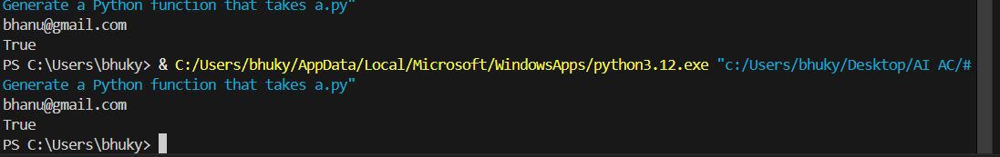 Generate a Python function that takes a.py"
bhanu@gmail.com
True
PS C:\Users\bhuky> & C:/Users/bhuky/AppData/Local/Microsoft/WindowsApps/python3.12.exe "c:/Users/bhuky/Desktop/AI AC/#
Generate a Python function that takes a.py"
bhanu@gmail.com
True
PS C:\Users\bhuky>